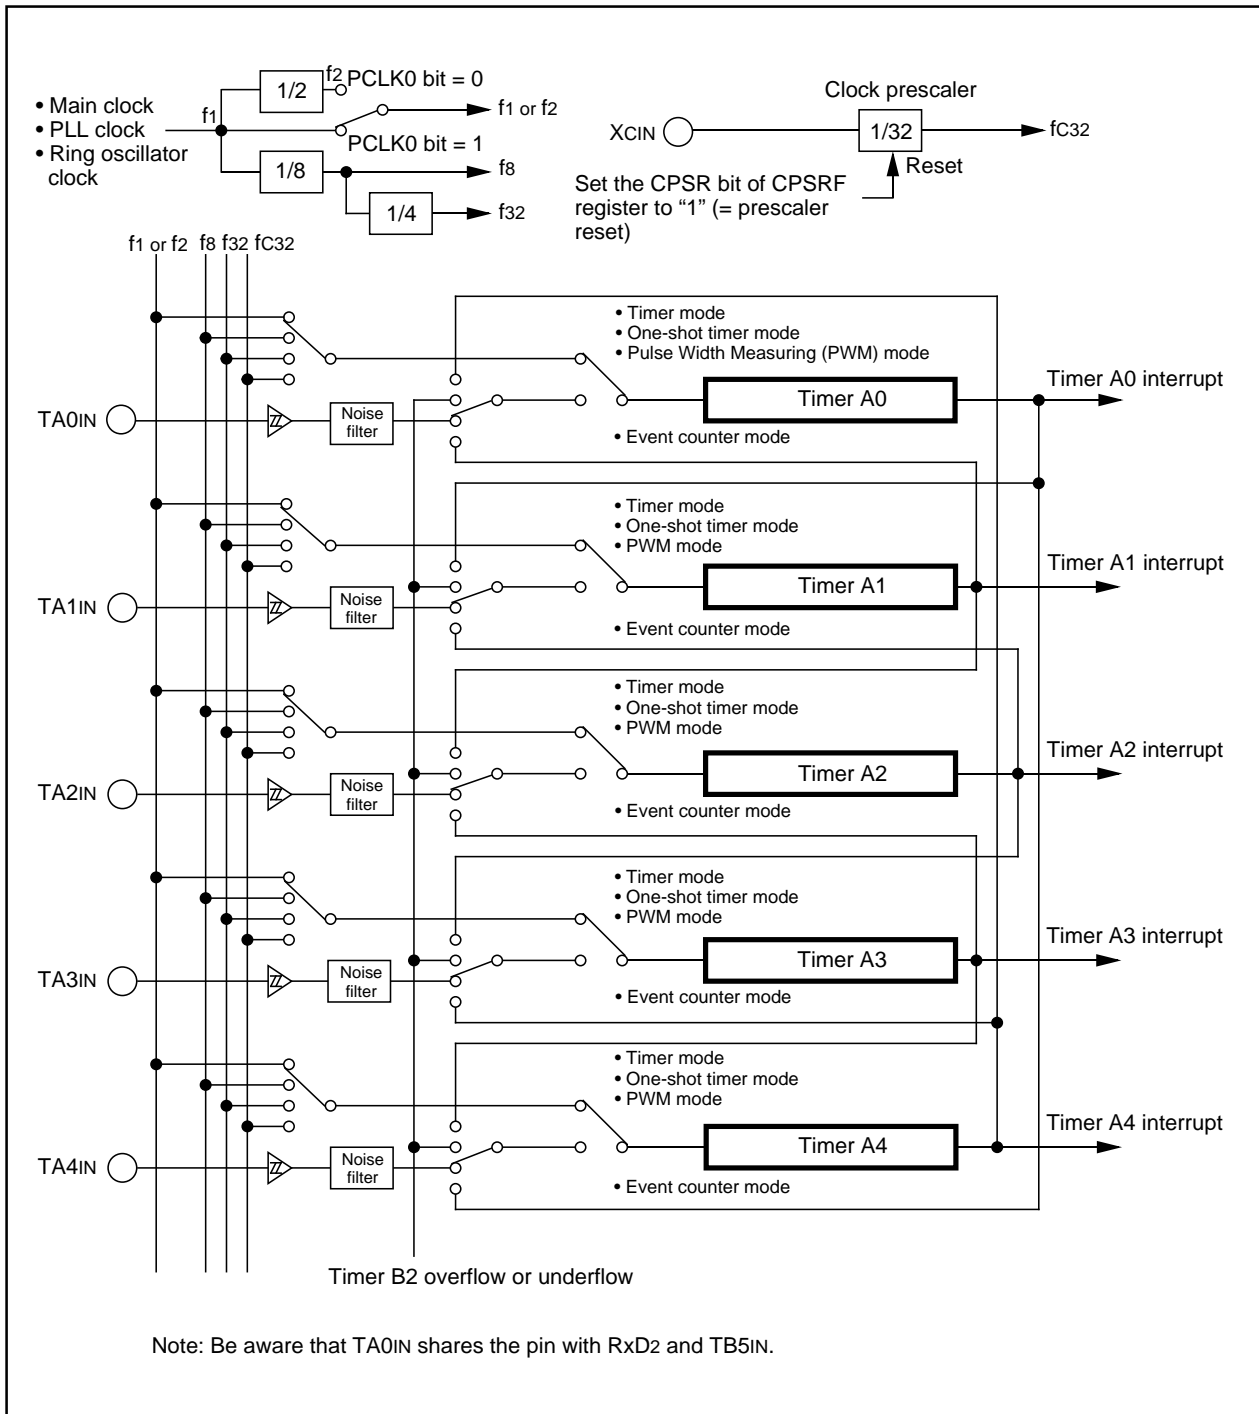 • Main clock
• PLL clock
• Ring oscillator
clock
f1
1/2
f2
PCLK0 bit = 0
f1 or f2
PCLK0 bit = 1
1/8
f8
1/4
f32
Clock prescaler
XCIN
1/32
fC32
Reset
Set the CPSR bit of CPSRF
register to “1” (= prescaler
reset)
f1 or f2 f8 f32 fC32
• Timer mode
• One-shot timer mode
• Pulse Width Measuring (PWM) mode
Timer A0
Timer A0 interrupt
TA0IN
Noise
filter
• Event counter mode
• Timer mode
• One-shot timer mode
• PWM mode
Timer A1
Timer A1 interrupt
TA1IN
Noise
filter
• Event counter mode
• Timer mode
• One-shot timer mode
• PWM mode
Timer A2
Timer A2 interrupt
TA2IN
Noise
filter
• Event counter mode
• Timer mode
• One-shot timer mode
• PWM mode
Timer A3
Timer A3 interrupt
TA3IN
Noise
filter
• Event counter mode
• Timer mode
• One-shot timer mode
• PWM mode
Timer A4
Timer A4 interrupt
TA4IN
Noise
filter
• Event counter mode
Timer B2 overflow or underflow
Note: Be aware that TA0IN shares the pin with RxD2 and TB5IN.